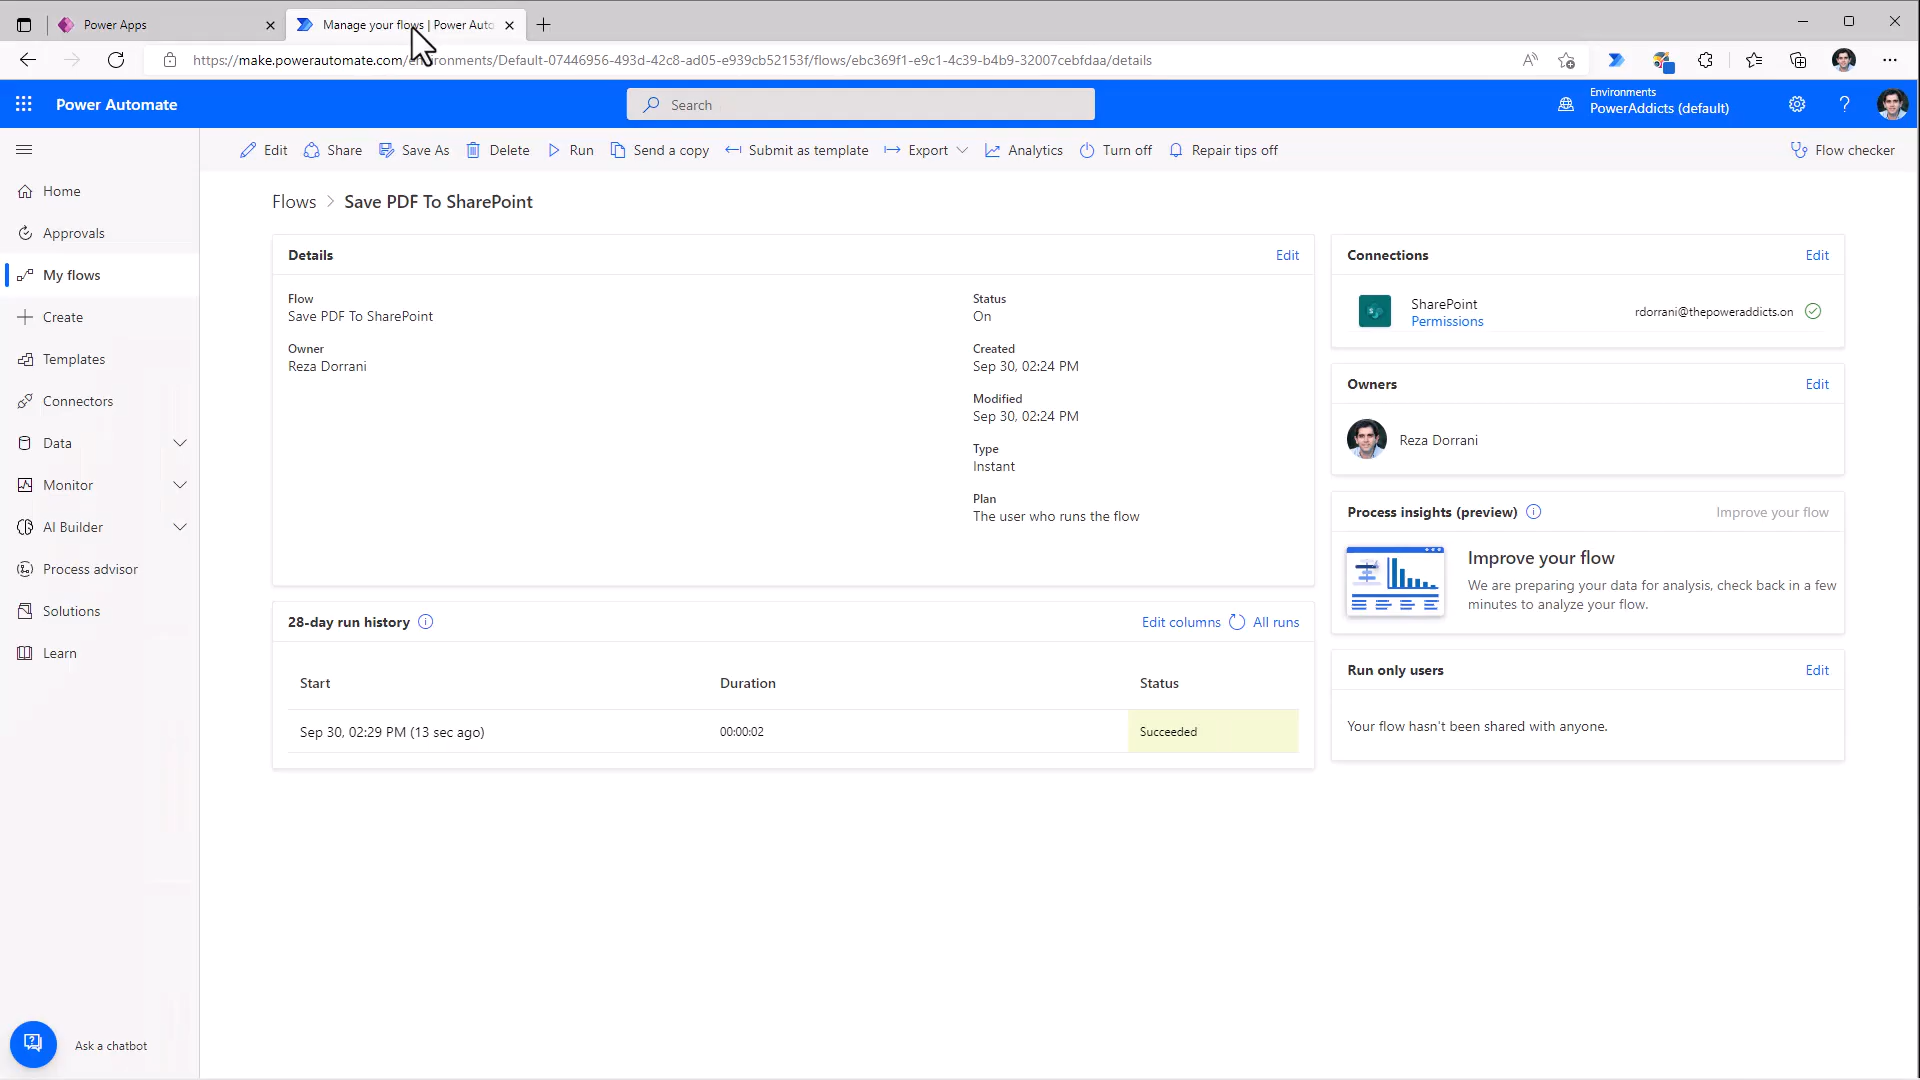 Power Apps
Manage your flows | Power Auto
https://make.powerautomate.com/environments/Default-07446956-493d-42c8-ad05-e939cb52153f/flows/ebc369f1-e9c1-4c39-b4b9-32007cebfdaa/details
Power Automate
Search
Environments
PowerAddicts (default)
Edit
Share
Save As
Delete
Run
Send a copy
Submit as template
Export
Analytics
Turn off
Repair tips off
Flow checker
Home
Approvals
My flows
Create
Templates
Connectors
Data
Monitor
AI Builder
Process advisor
Solutions
Learn
Ask a chatbot
Flows > Save PDF To SharePoint
Details
Edit
Flow
Save PDF To SharePoint
Owner
Reza Dorrani
Status
On
Created
Sep 30, 02:24 PM
Modified
Sep 30, 02:24 PM
Type
Instant
Plan
The user who runs the flow
28-day run history
Edit columns
All runs
Start
Duration
Status
Sep 30, 02:29 PM (13 sec ago)
00:00:02
Succeeded
Connections
Edit
SharePoint
Permissions
rdorrani@thepoweraddicts.on
Owners
Edit
Reza Dorrani
Process insights (preview)
Improve your flow
Improve your flow
We are preparing your data for analysis, check back in a few
minutes to analyze your flow.
Run only users
Edit
Your flow hasn't been shared with anyone.